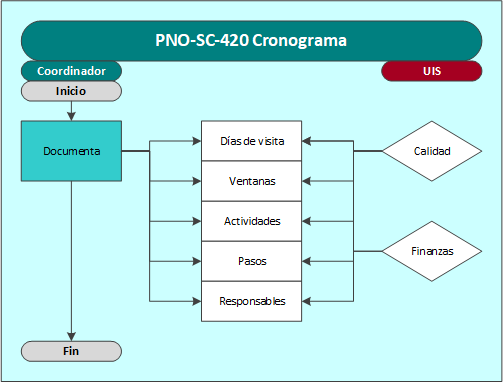 PNO-SC-420 Cronograma
Coordinador
UIS
Inicio
Documenta
Días de visita
Calidad
Ventanas
Actividades
Pasos
Finanzas
Responsables
Fin